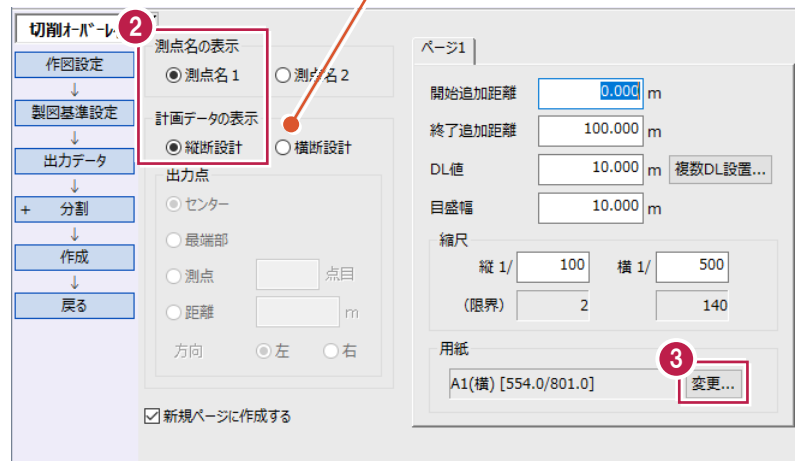 切削オーバーレ
2
作図設定
↓
製図基準設定
↓
出力データ
↓
+ 分割
↓
作成
↓
戻る
測点名の表示
測点名1 測点名2
計画データの表示
縦断設計 横断設計
出力点
センター
最端部
測点 点目
距離 m
方向 左 右
新規ページに作成する
ページ1
開始追加距離 0.000 m
終了追加距離 100.000 m
DL値 10.000 m 複数DL設置...
目盛幅 10.000 m
縮尺
縦 1/ 100 横 1/ 500
(限界) 2 140
用紙
3
A1(横) [554.0/801.0] 変更...